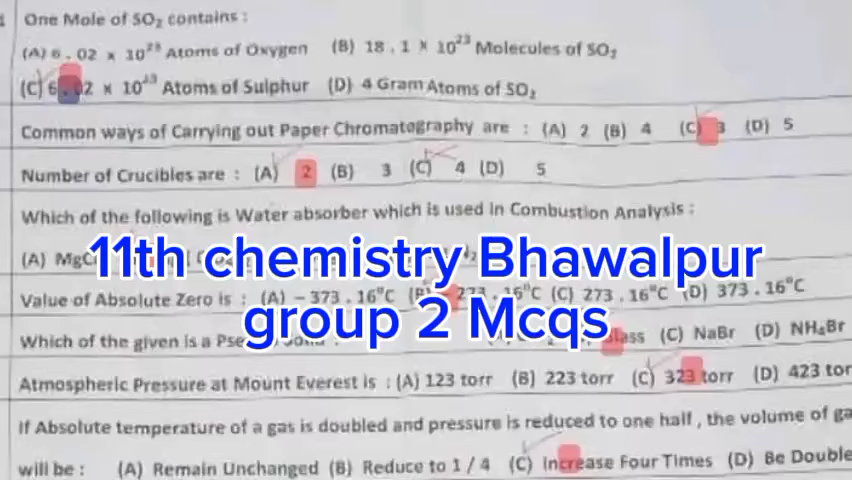 One Mole of SO₂ contains :
(A) 6 . 02 × 10²³ Atoms of Oxygen (B) 18 . 1 × 10²³ Molecules of SO₂
(C) 6 . 02 × 10²³ Atoms of Sulphur (D) 4 Gram Atoms of SO₂
Common ways of Carrying out Paper Chromatography are : (A) 2 (B) 4 (C) 3 (D) 5
Number of Crucibles are : (A) 2 (B) 3 (C) 4 (D) 5
Which of the following is Water absorber which is used in Combustion Analysis :
(A)
11th chemistry Bhawalpur
Value of Absolute Zero is : (A) – 373 . 16°C (B) – 273 . 16°C (C) 273 . 16°C (D) 373 . 16°C
group 2 Mcqs
Which of the given is a (C) NaBr (D) NH₄Br
Atmospheric Pressure at Mount Everest is : (A) 123 torr (B) 223 torr (C) 323 torr (D) 423 tor
If Absolute temperature of a gas is doubled and pressure is reduced to one half , the volume of ga
will be : (A) Remain Unchanged (B) Reduce to 1 / 4 (C) Increase Four Times (D) Be Double